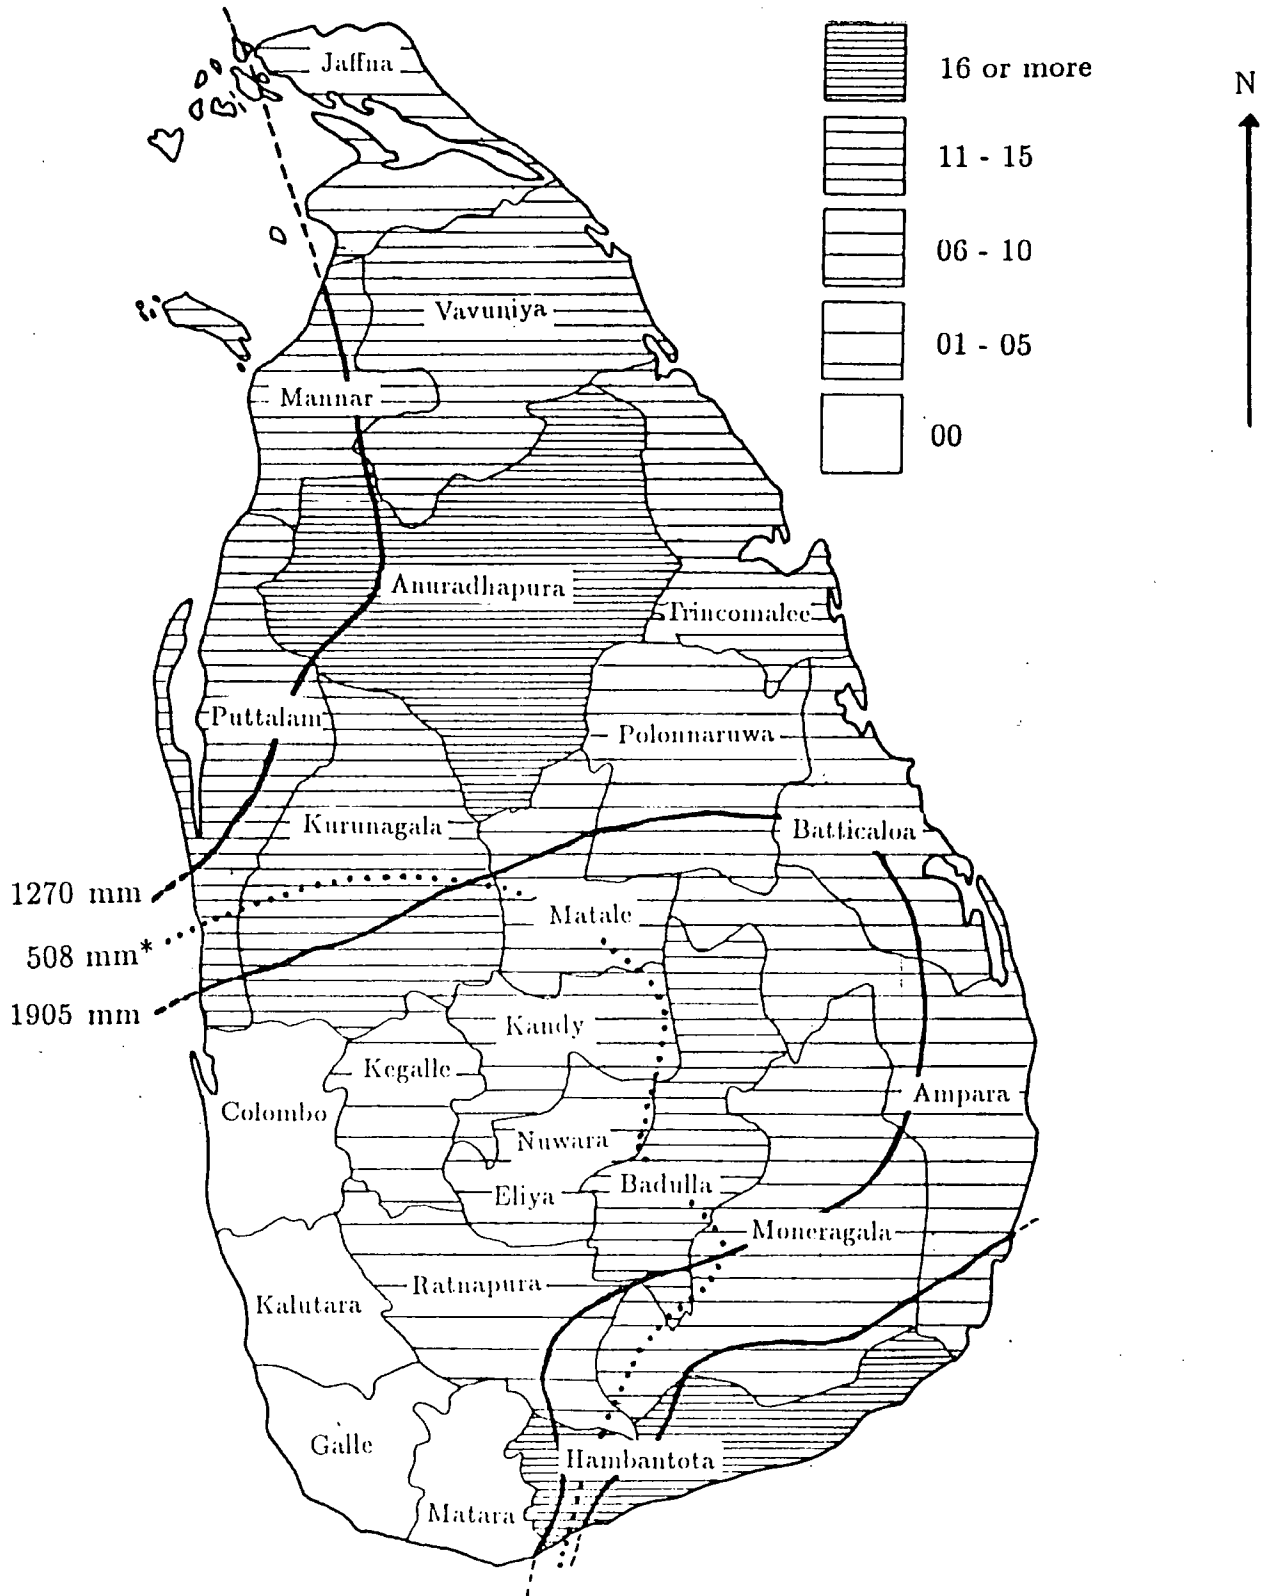 Jaffna
16 or more
N
11 - 15
06 - 10
01 - 05
00
Vavuniya
Mannar
Anuradhapura
Trincomalee
Puttalam
Polonnaruwa
Kurunagala
Batticaloa
1270 mm
Matale
508 mm*
1905 mm
Kandy
Kegalle
Ampara
Colombo
Nuwara
Eliya
Badulla
Moneragala
Ratnapura
Kalutara
Galle
Hambantota
Matara